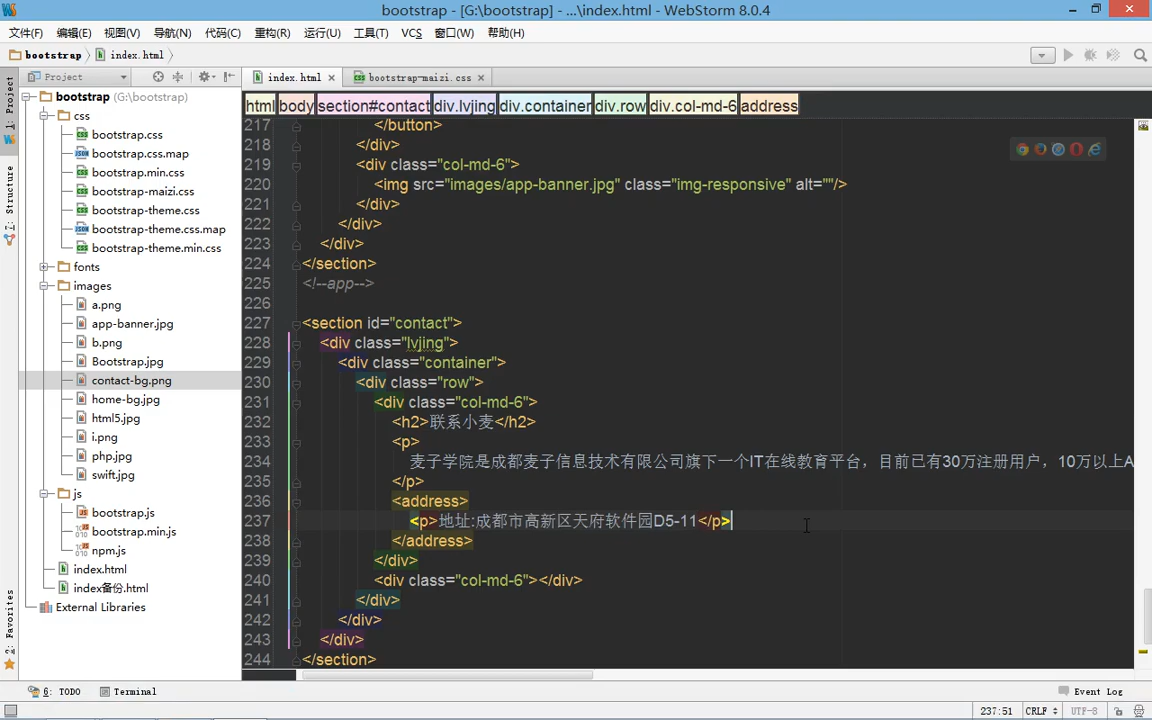 bootstrap - [G:\bootstrap] - ...\index.html - WebStorm 8.0.4
文件(F) 编辑(E) 视图(V) 导航(N) 代码(C) 重构(R) 运行(U) 工具(T) VCS 窗口(W) 帮助(H)
bootstrap index.html
Project
index.html
bootstrap-maizi.css
html body section#contact div.lvjing div.container div.row div.col-md-6 address
1: Project
7: Structure
2: Favorites
bootstrap (G:\bootstrap)
css
bootstrap.css
bootstrap.css.map
bootstrap.min.css
bootstrap-maizi.css
bootstrap-theme.css
bootstrap-theme.css.map
bootstrap-theme.min.css
fonts
images
a.png
app-banner.jpg
b.png
Bootstrap.jpg
contact-bg.png
home-bg.jpg
html5.jpg
i.png
php.jpg
swift.jpg
js
bootstrap.js
bootstrap.min.js
npm.js
index.html
index备份.html
External Libraries
217 </button>
218 </div>
219 <div class="col-md-6">
220 <img src="images/app-banner.jpg" class="img-responsive" alt=""/>
221 </div>
222 </div>
223 </div>
224 </section>
225 <!--app-->
226
227 <section id="contact">
228 <div class="lvjing">
229 <div class="container">
230 <div class="row">
231 <div class="col-md-6">
232 <h2>联系小麦</h2>
233 <p>
234 麦子学院是成都麦子信息技术有限公司旗下一个IT在线教育平台，目前已有30万注册用户，10万以上A
235 </p>
236 <address>
237 <p>地址:成都市高新区天府软件园D5-11</p>
238 </address>
239 </div>
240 <div class="col-md-6"></div>
241 </div>
242 </div>
243 </div>
244 </section>
6: TODO Terminal Event Log
237:51 CRLF UTF-8